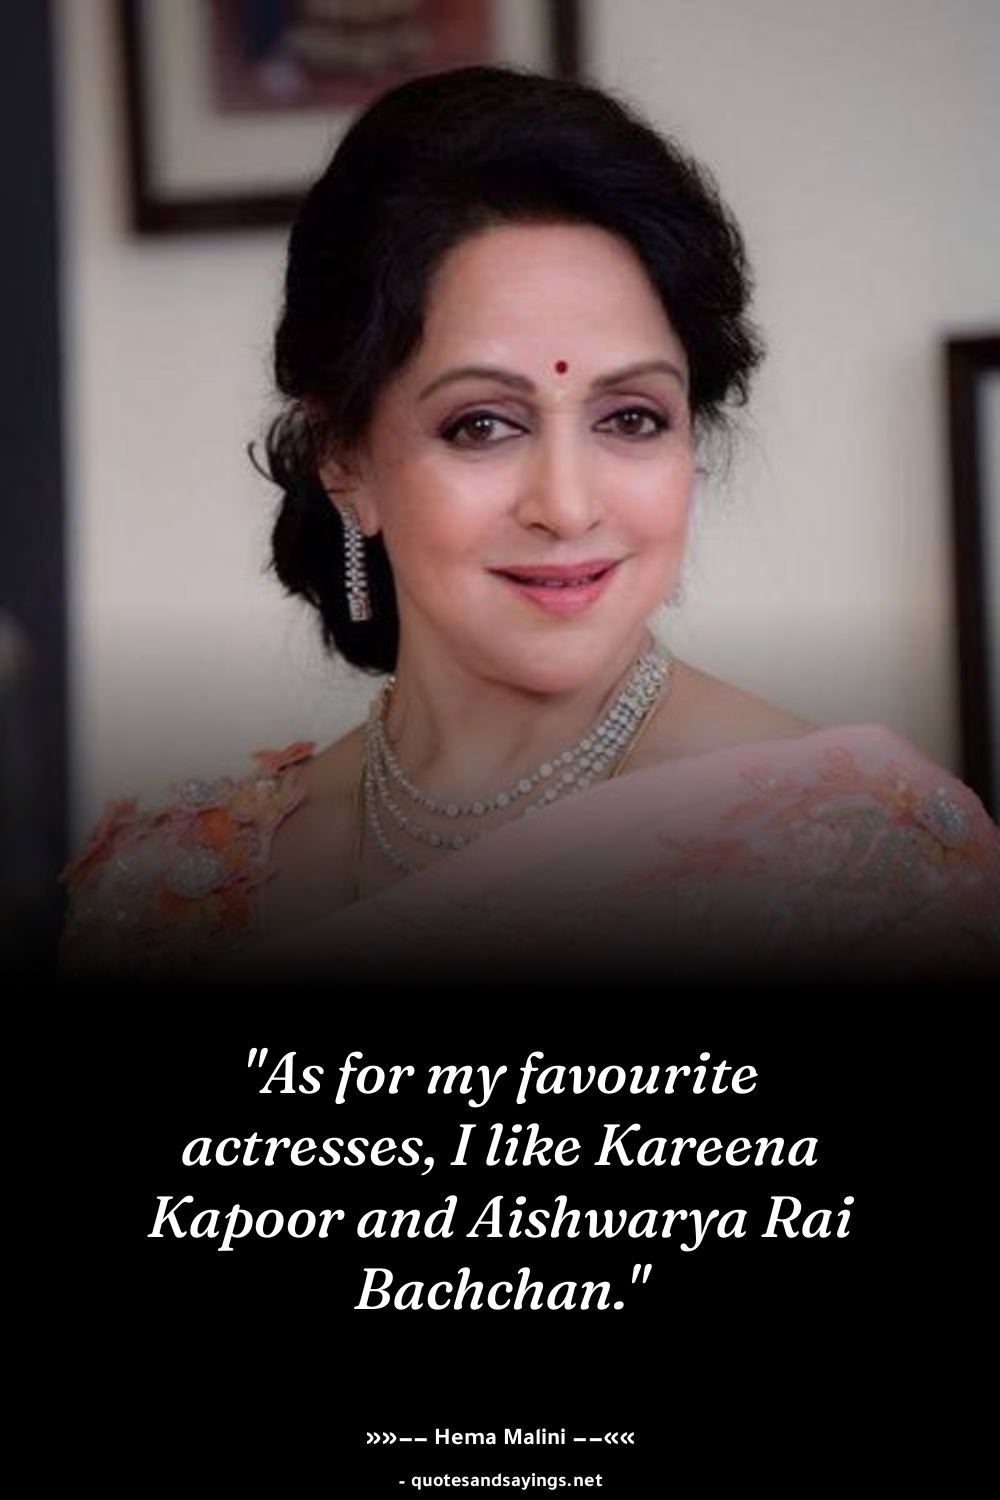 "As for my favourite
actresses, I like Kareena
Kapoor and Aishwarya Rai
Bachchan."
»»−− Hema Malini −−««
- quotesandsayings.net